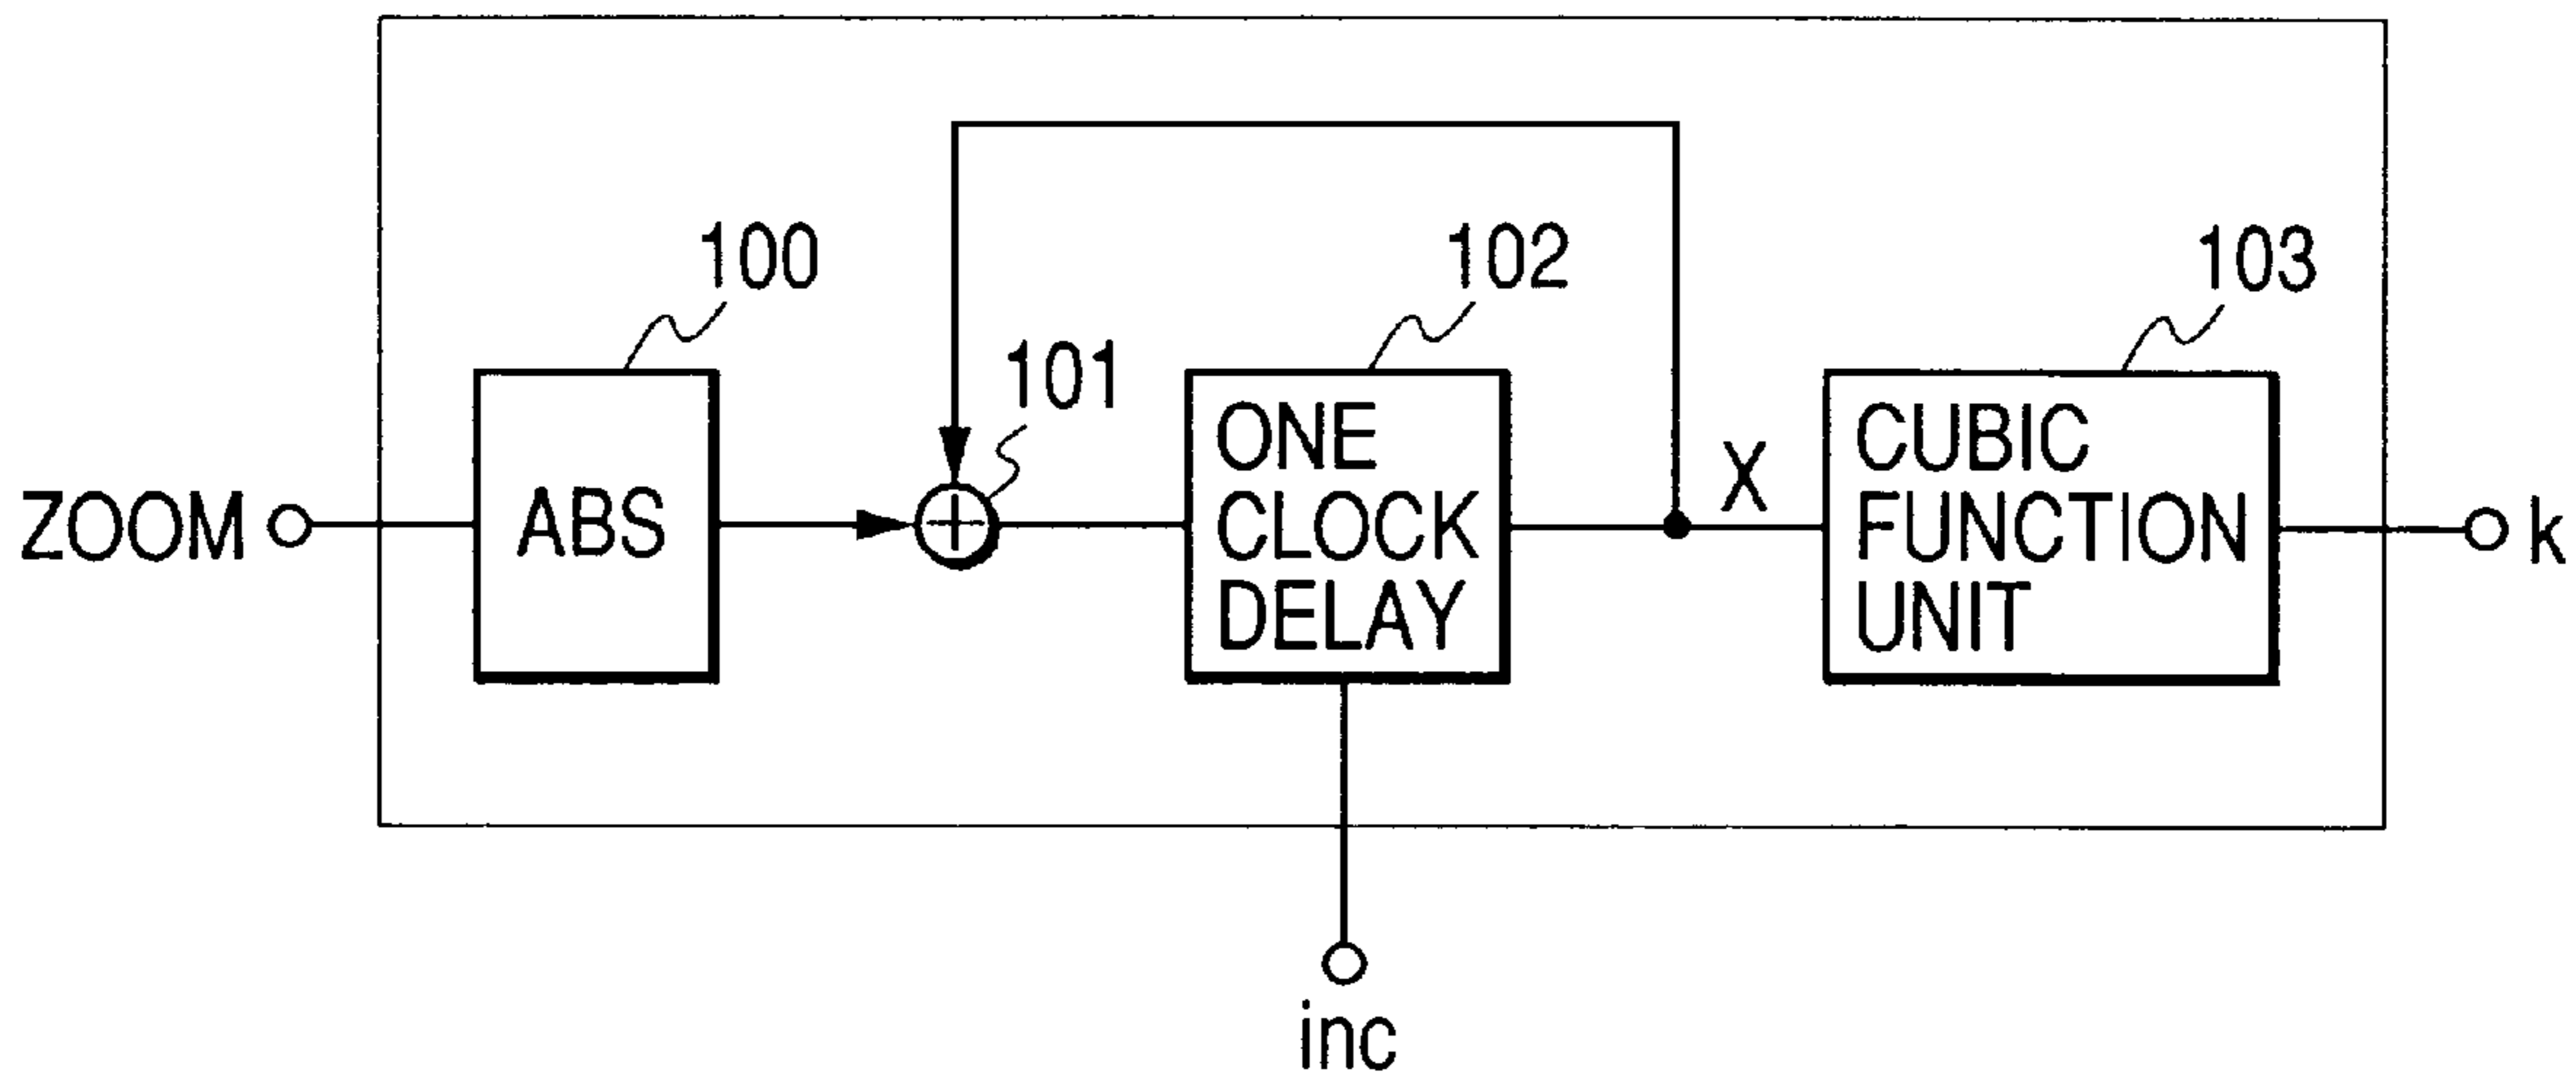 100
102
103
101
ZOOM
ABS
ONE
CLOCK
DELAY
X
CUBIC
FUNCTION
UNIT
k
inc